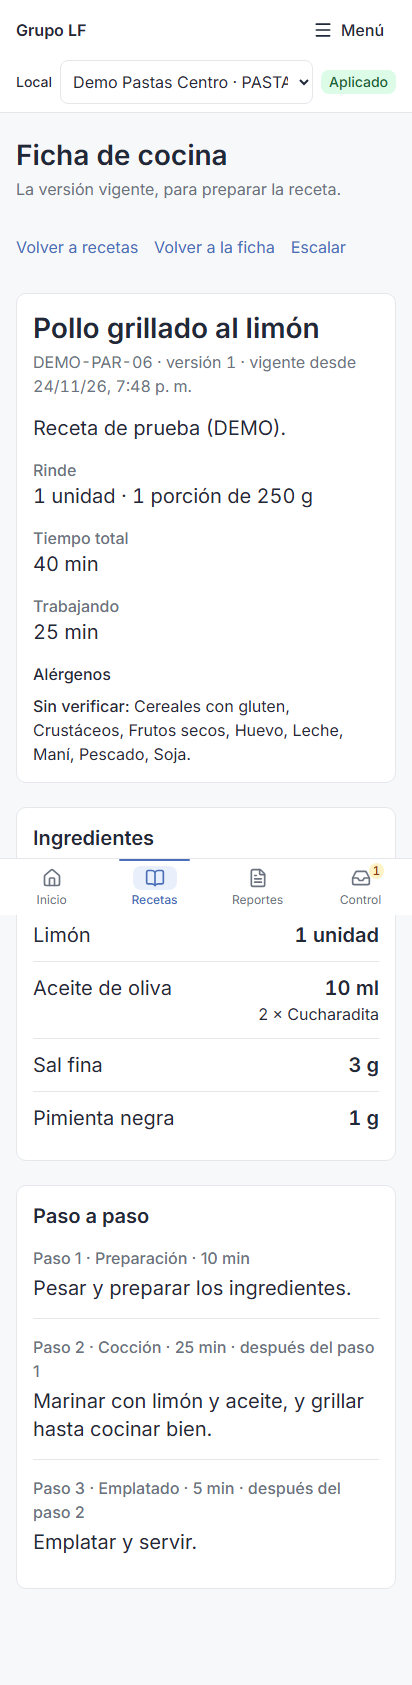 Grupo LF
Menú
Local
Demo Pastas Centro · PASTA
Aplicado
Ficha de cocina
La versión vigente, para preparar la receta.
Volver a recetas Volver a la ficha Escalar
Pollo grillado al limón
DEMO-PAR-06 · versión 1 · vigente desde
24/11/26, 7:48 p. m.
Receta de prueba (DEMO).
Rinde
1 unidad · 1 porción de 250 g
Tiempo total
40 min
Trabajando
25 min
Alérgenos
Sin verificar: Cereales con gluten,
Crustáceos, Frutos secos, Huevo, Leche,
Maní, Pescado, Soja.
Ingredientes
1
Inicio Recetas Reportes Control
Limón 1 unidad
Aceite de oliva 10 ml
2 × Cucharadita
Sal fina 3 g
Pimienta negra 1 g
Paso a paso
Paso 1 · Preparación · 10 min
Pesar y preparar los ingredientes.
Paso 2 · Cocción · 25 min · después del paso
1
Marinar con limón y aceite, y grillar
hasta cocinar bien.
Paso 3 · Emplatado · 5 min · después del
paso 2
Emplatar y servir.